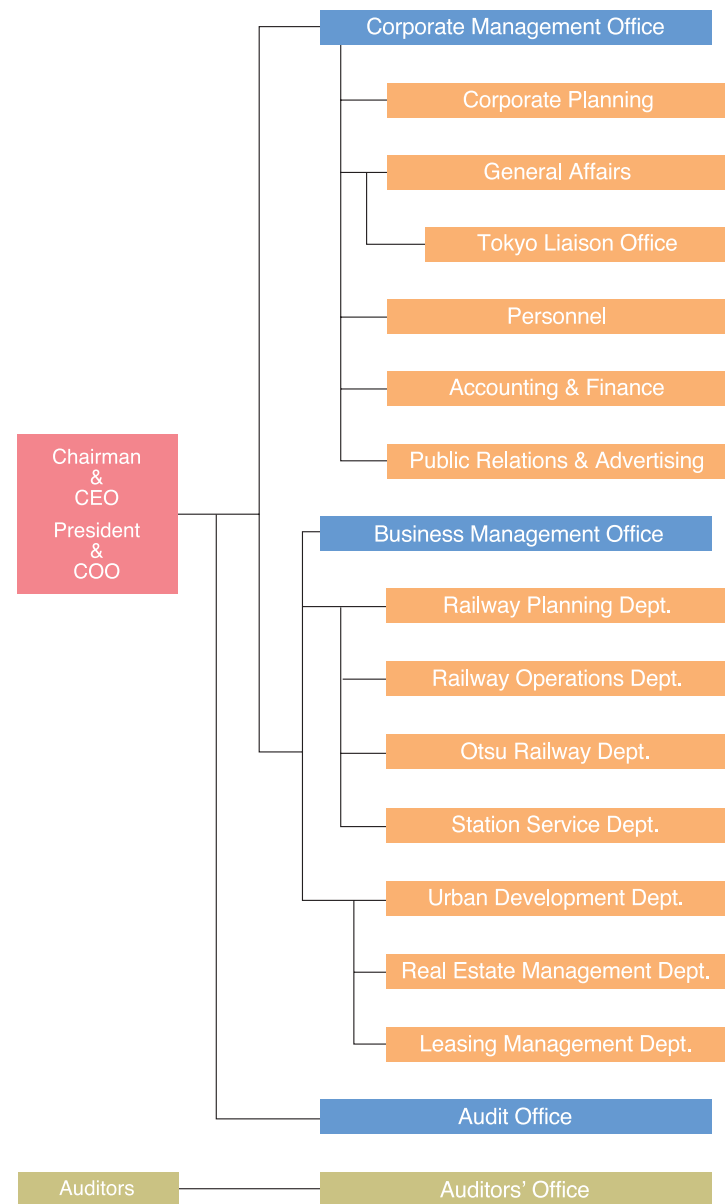 Corporate Management Office
Corporate Planning
General Affairs
Tokyo Liaison Office
Personnel
Accounting & Finance
Public Relations & Advertising
Chairman
&
CEO
President
&
COO
Business Management Office
Railway Planning Dept.
Railway Operations Dept.
Otsu Railway Dept.
Station Service Dept.
Urban Development Dept.
Real Estate Management Dept.
Leasing Management Dept.
Audit Office
Auditors
Auditors' Office